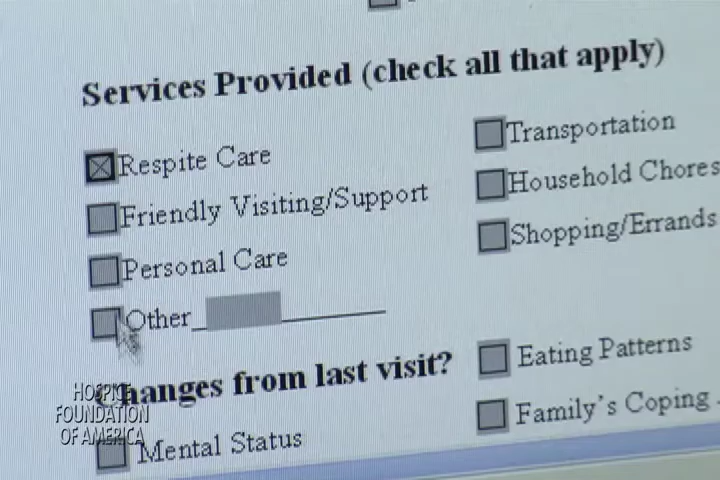 Services Provided (check all that apply)
Respite Care
Transportation
Friendly Visiting/Support
Household Chores
Personal Care
Shopping/Errands
Other
Changes from last visit?
Eating Patterns
Family's Coping
Mental Status
HOSPICE
FOUNDATION
OF AMERICA